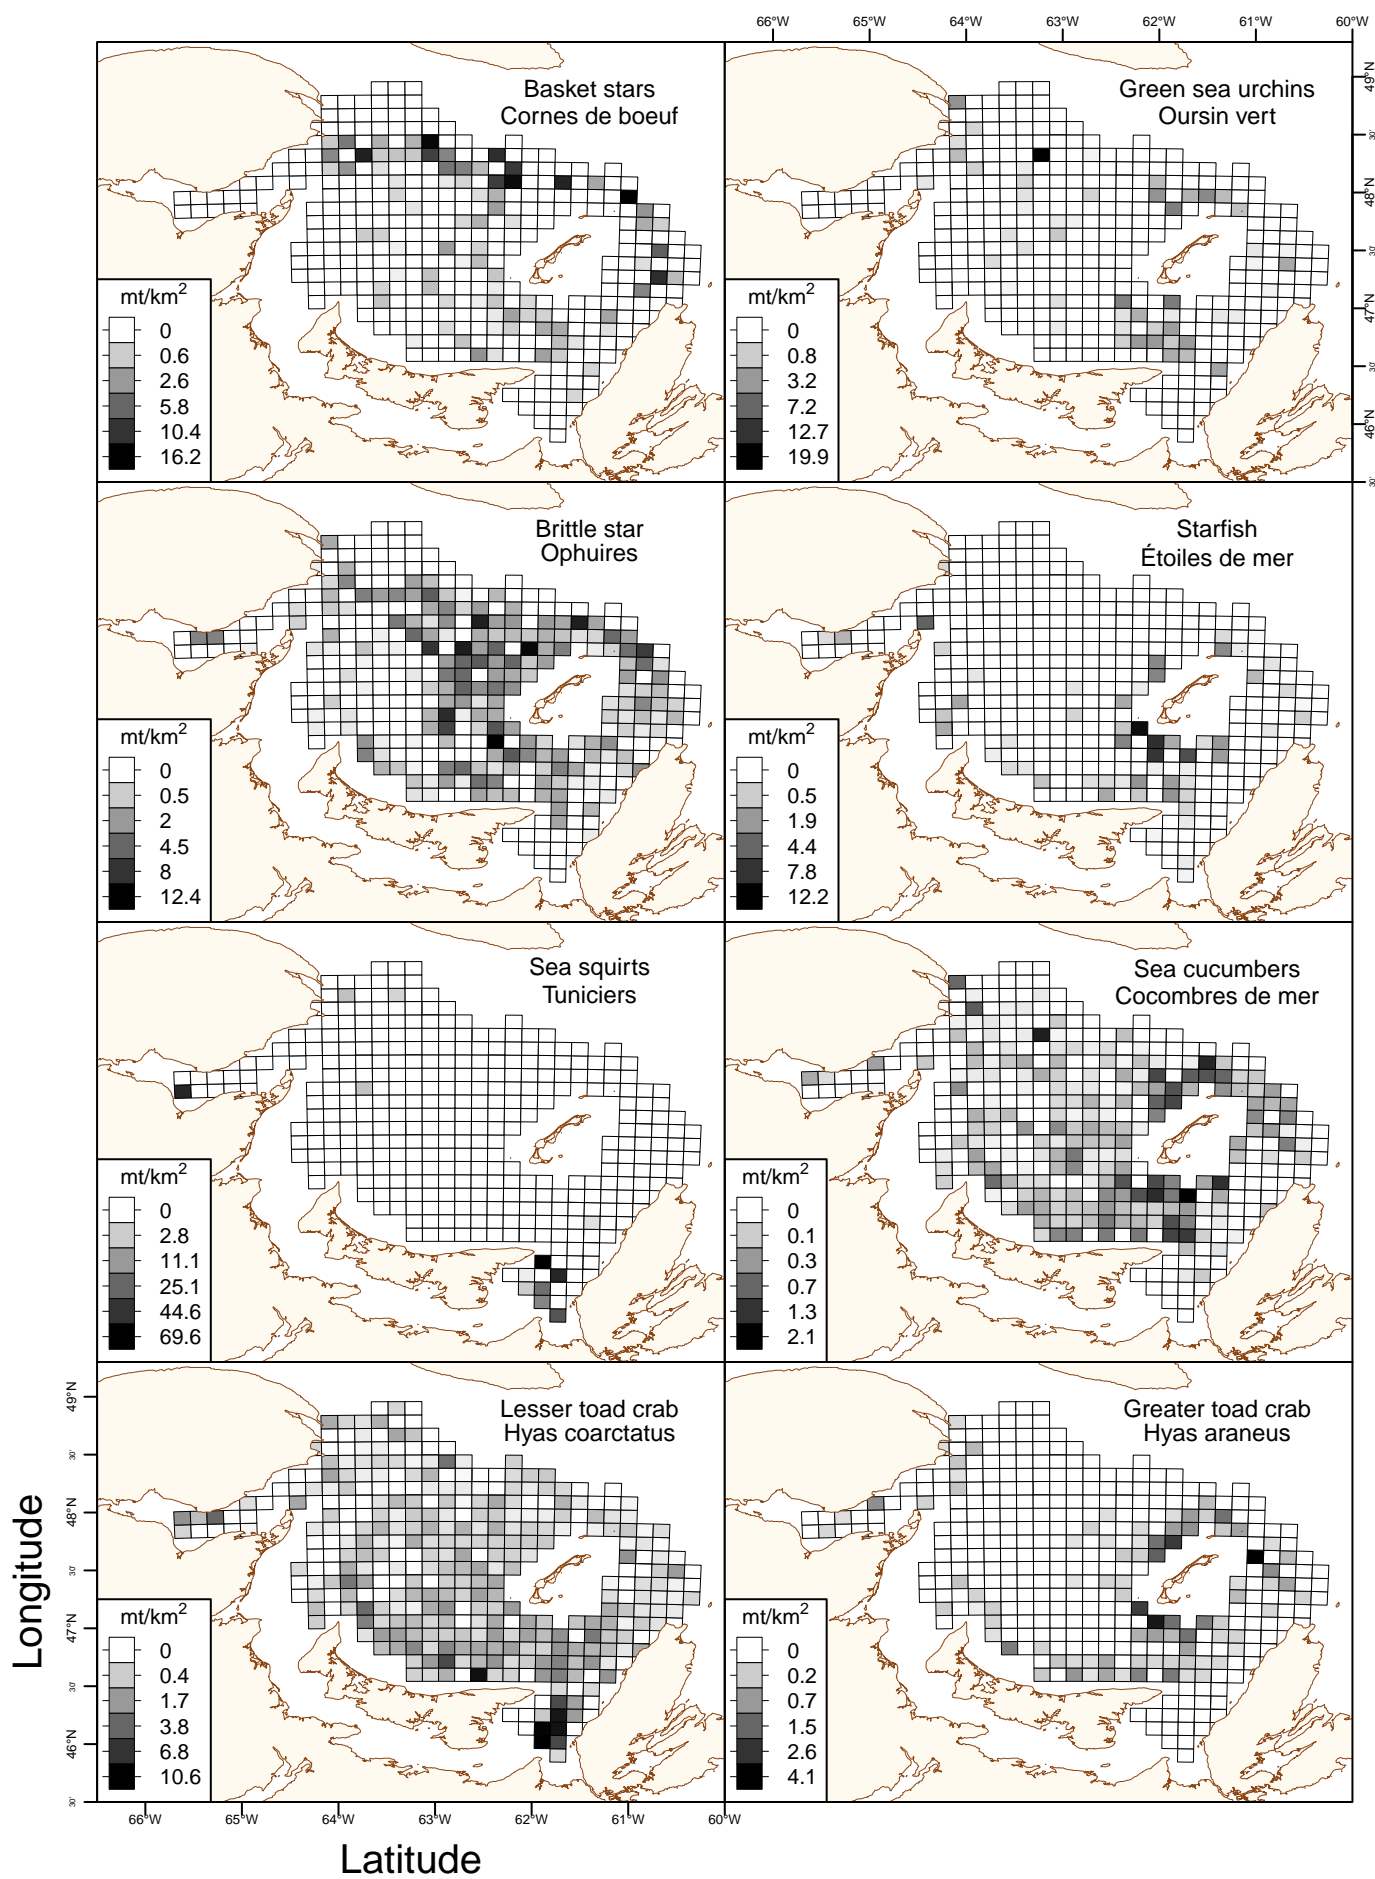 66°W 64°W 63°W 62°W 61°W 60°W
Basket stars
Cornes de boeuf
mt/km2
0
0.6
2.6
5.8
10.4
16.2
Green sea urchins
Oursin vert
mt/km2
0
0.8
3.2
7.2
12.7
19.9
49°N
30'
48°N
30'
47°N
30'
46°N
30'
Brittle star
Ophuires
mt/km2
0
0.5
2
4.5
8
12.4
Starfish
Étoiles de mer
mt/km2
0
0.5
1.9
4.4
7.8
12.2
Sea squirts
Tuniciers
mt/km2
0
2.8
11.1
25.1
44.6
69.6
Sea cucumbers
Cocombres de mer
mt/km2
0
0.1
0.3
0.7
1.3
2.1
Lesser toad crab
Hyas coarctatus
mt/km2
0
0.4
1.7
3.8
6.8
10.6
Greater toad crab
Hyas araneus
mt/km2
0
0.2
0.7
1.5
2.6
4.1
49°N
30'
48°N
30'
47°N
30'
46°N
30'
Longitude
66°W 65°W 64°W 63°W 62°W 61°W 60°W
Latitude